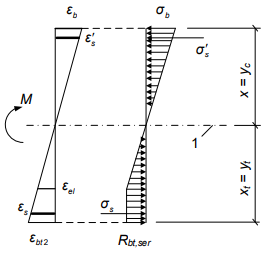 ε_b
σ_b
ε′_s
σ′_s
x = y_c
M
1
x_t = y_t
ε_el
ε_s
σ_s
ε_bt2
R_bt,ser